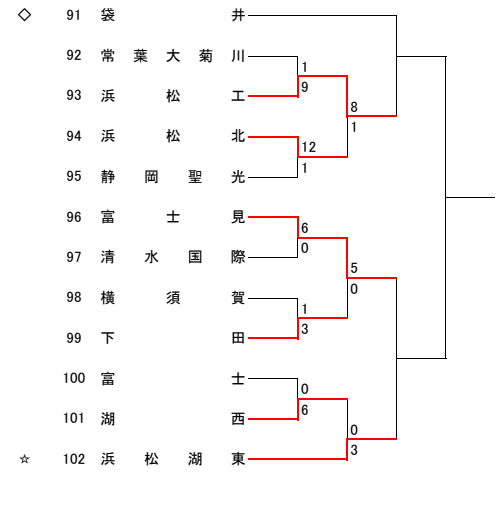 ◇ 91 袋井
92 常葉大菊川
1
9
93 浜松工
8
1
94 浜松北
12
1
95 静岡聖光
96 富士見
6
0
97 清水国際
5
0
98 横須賀
1
3
99 下田
100 富士
0
6
101 湖西
0
3
☆ 102 浜松湖東